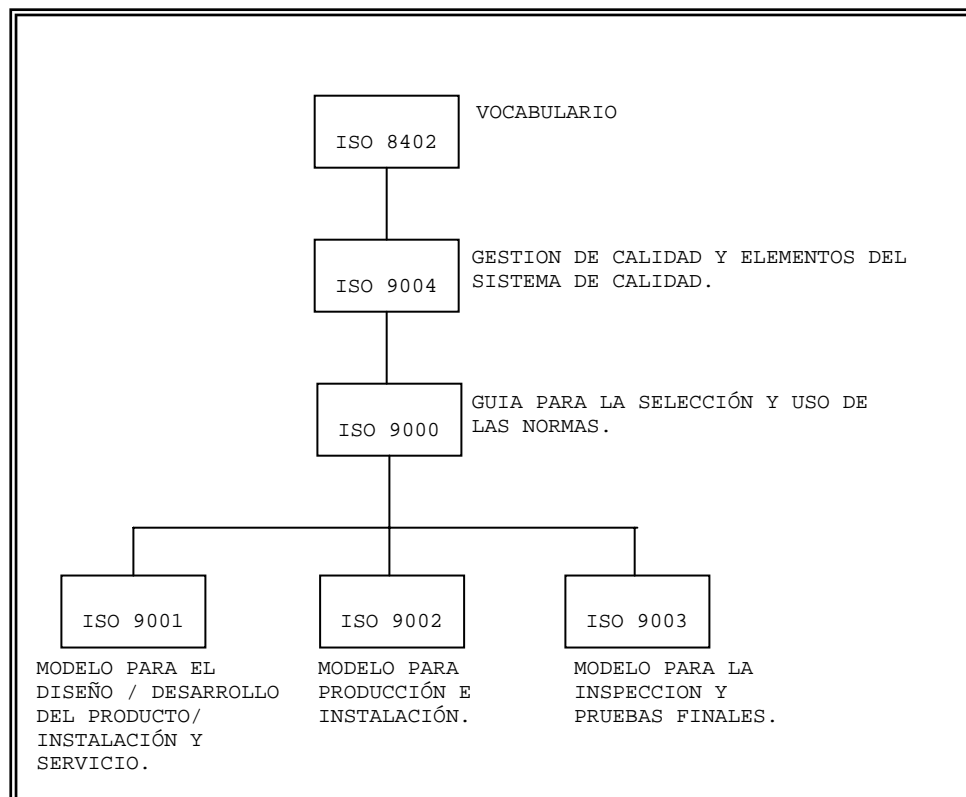 VOCABULARIO
ISO 8402
GESTION DE CALIDAD Y ELEMENTOS DEL
SISTEMA DE CALIDAD.
ISO 9004
GUIA PARA LA SELECCIÓN Y USO DE
LAS NORMAS.
ISO 9000
ISO 9001
MODELO PARA EL
DISEÑO / DESARROLLO
DEL PRODUCTO/
INSTALACIÓN Y
SERVICIO.
ISO 9002
MODELO PARA
PRODUCCIÓN E
INSTALACIÓN.
ISO 9003
MODELO PARA LA
INSPECCION Y
PRUEBAS FINALES.